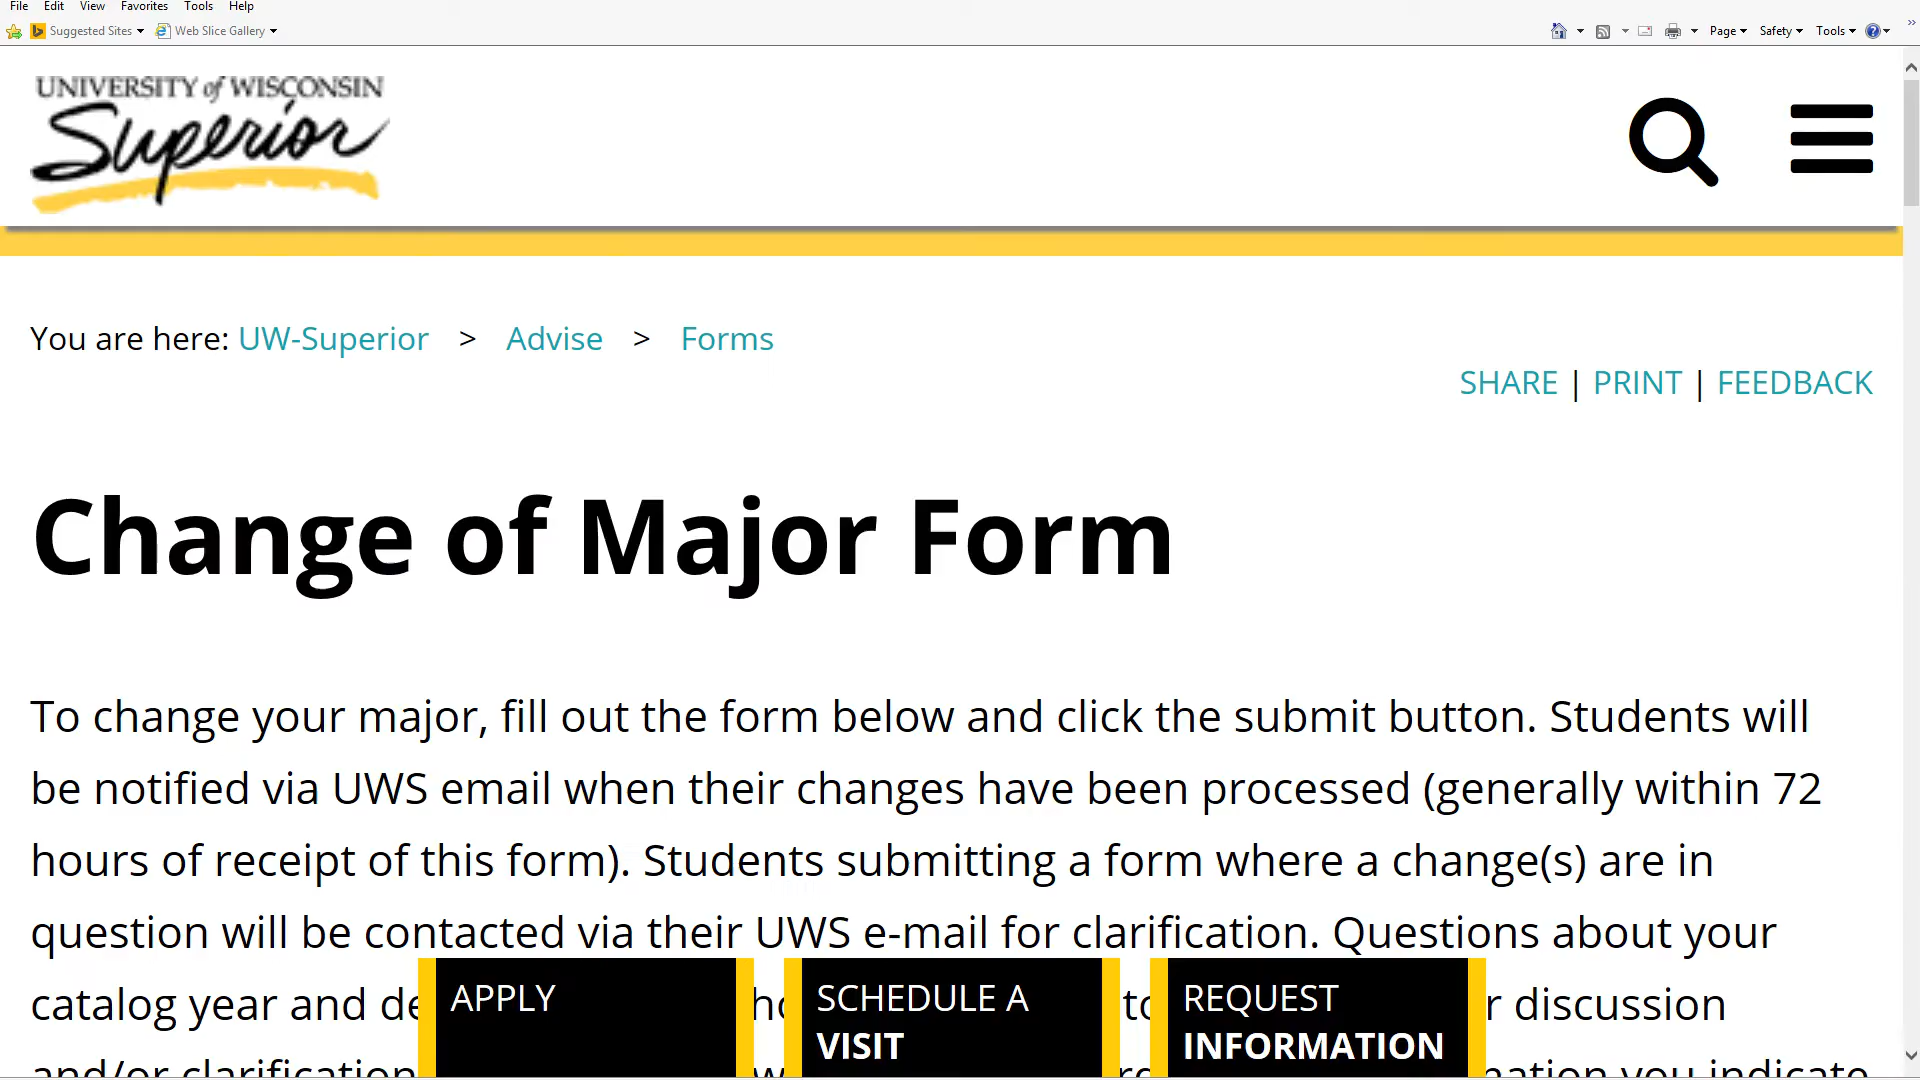 File Edit View Favorites Tools Help
Suggested Sites Web Slice Gallery Page Safety Tools
UNIVERSITY of WISCONSIN
Superior
You are here: UW-Superior > Advise > Forms
SHARE | PRINT | FEEDBACK
Change of Major Form
To change your major, fill out the form below and click the submit button. Students will
be notified via UWS email when their changes have been processed (generally within 72
hours of receipt of this form). Students submitting a form where a change(s) are in
question will be contacted via their UWS e-mail for clarification. Questions about your
catalog year and discussion
and/or clarification you indicate
APPLY
SCHEDULE A
VISIT
REQUEST
INFORMATION